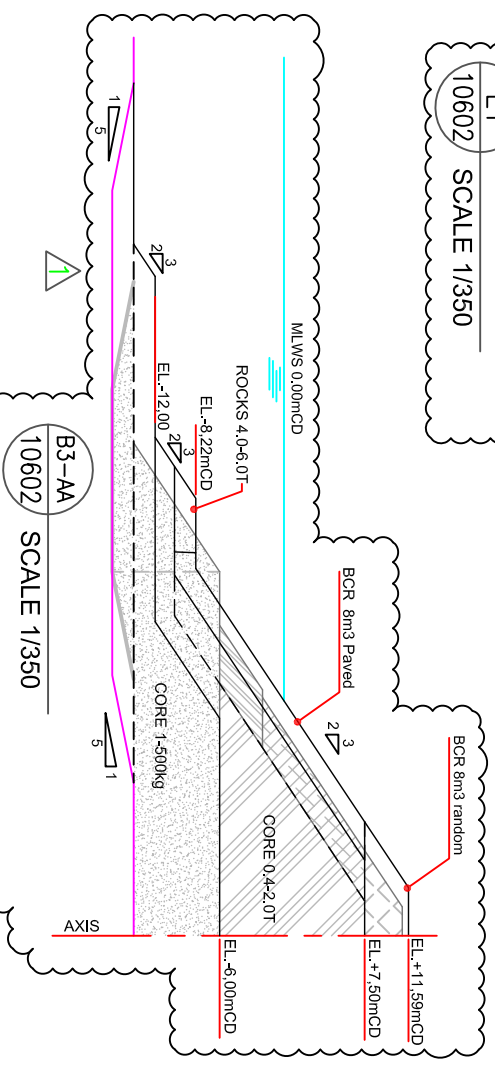 10602
SCALE 1/350
MLWS 0.00mCD
ROCKS 4.0-6.0T
EL.-8,22mCD
EL.-12,00
BCR 8m3 Paved
BCR 8m3 random
2
3
2
3
2
3
1
5
5
1
1
CORE 1-500kg
CORE 0.4-2.0T
AXIS
EL.-6,00mCD
EL.+7,50mCD
EL.+11,59mCD
B3-AA
10602
SCALE 1/350